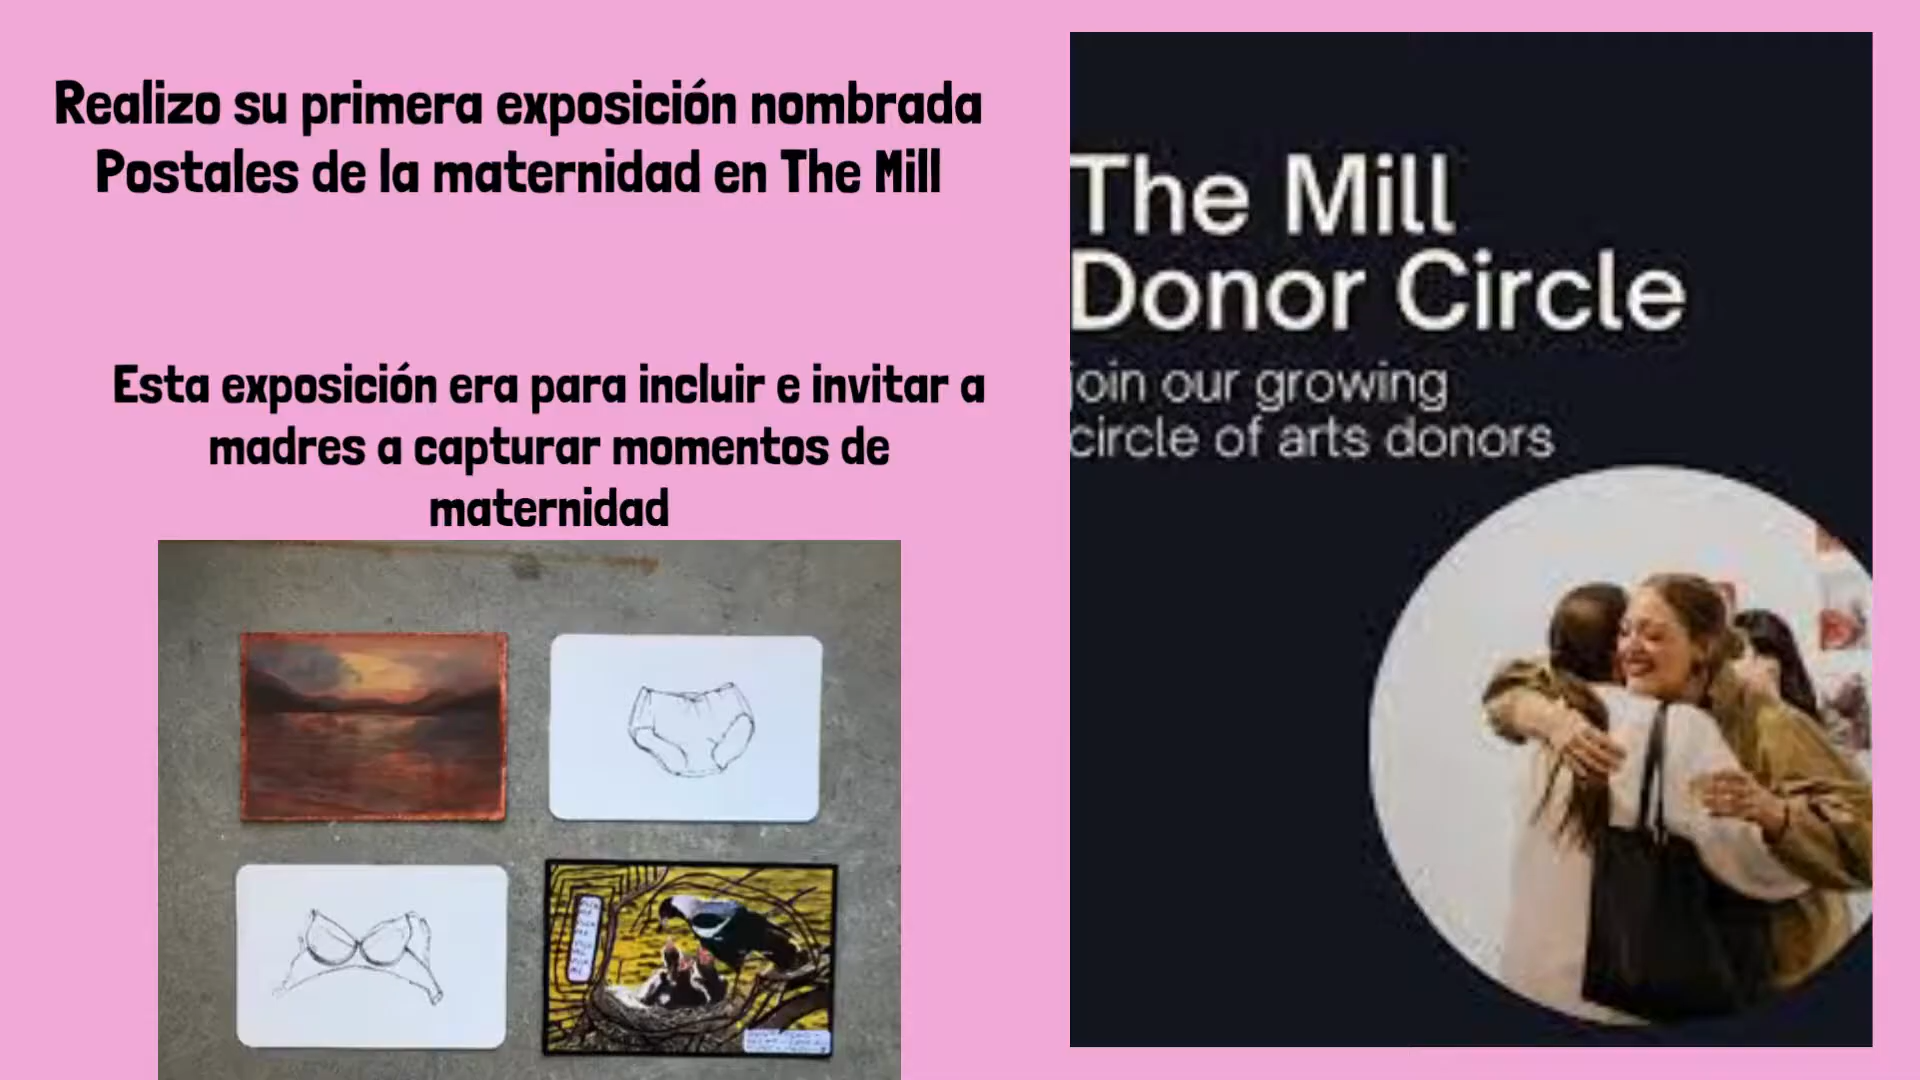 Realizo su primera exposición nombrada
Postales de la maternidad en The Mill
Esta exposición era para incluir e invitar a
madres a capturar momentos de
maternidad
The Mill
Donor Circle
join our growing
circle of arts donors